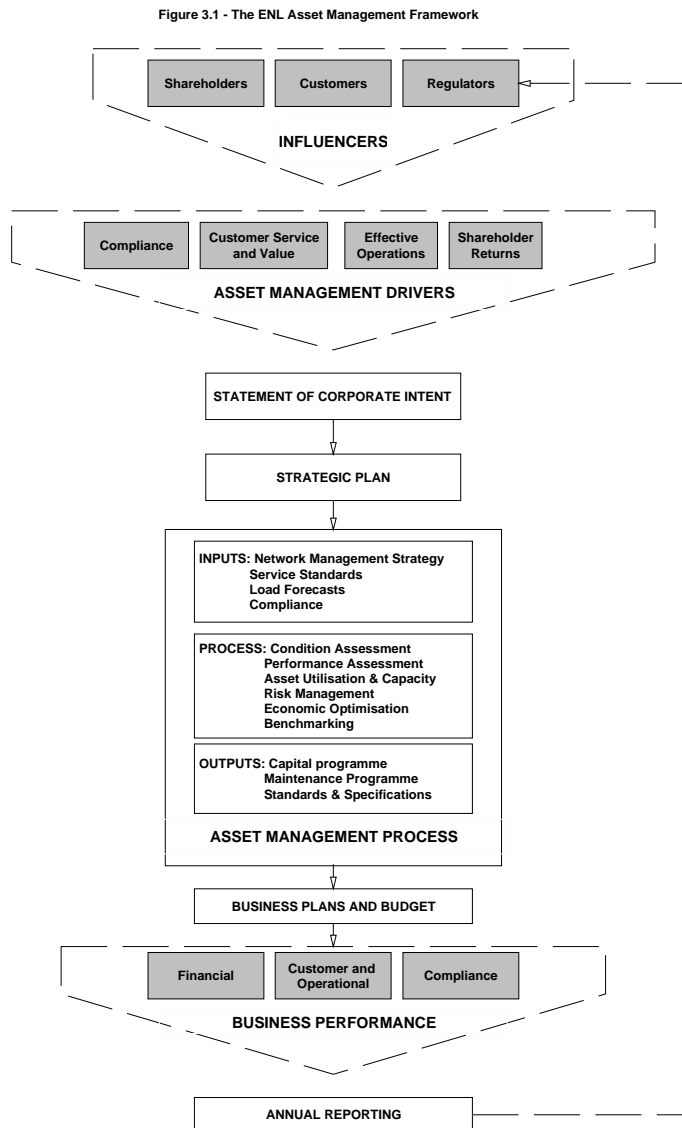 Figure 3.1 - The ENL Asset Management Framework
Shareholders
Customers
Regulators
INFLUENCERS
Compliance
Customer Service
and Value
Effective
Operations
Shareholder
Returns
ASSET MANAGEMENT DRIVERS
STATEMENT OF CORPORATE INTENT
STRATEGIC PLAN
INPUTS: Network Management Strategy
Service Standards
Load Forecasts
Compliance
PROCESS: Condition Assessment
Performance Assessment
Asset Utilisation & Capacity
Risk Management
Economic Optimisation
Benchmarking
OUTPUTS: Capital programme
Maintenance Programme
Standards & Specifications
ASSET MANAGEMENT PROCESS
BUSINESS PLANS AND BUDGET
Financial
Customer and
Operational
Compliance
BUSINESS PERFORMANCE
ANNUAL REPORTING